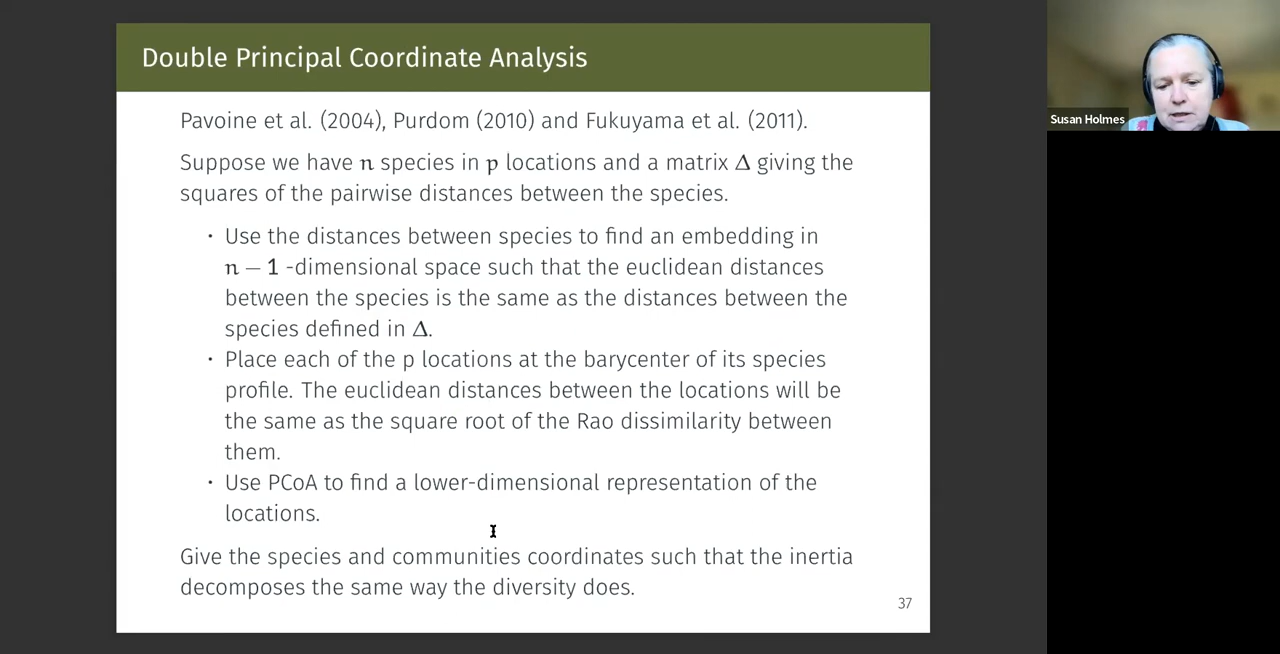 Double Principal Coordinate Analysis
Pavoine et al. (2004), Purdom (2010) and Fukuyama et al. (2011).
Suppose we have n species in p locations and a matrix Δ giving the
squares of the pairwise distances between the species.
· Use the distances between species to find an embedding in
n − 1 -dimensional space such that the euclidean distances
between the species is the same as the distances between the
species defined in Δ.
· Place each of the p locations at the barycenter of its species
profile. The euclidean distances between the locations will be
the same as the square root of the Rao dissimilarity between
them.
· Use PCoA to find a lower-dimensional representation of the
locations.
Give the species and communities coordinates such that the inertia
decomposes the same way the diversity does.
37
Susan Holmes